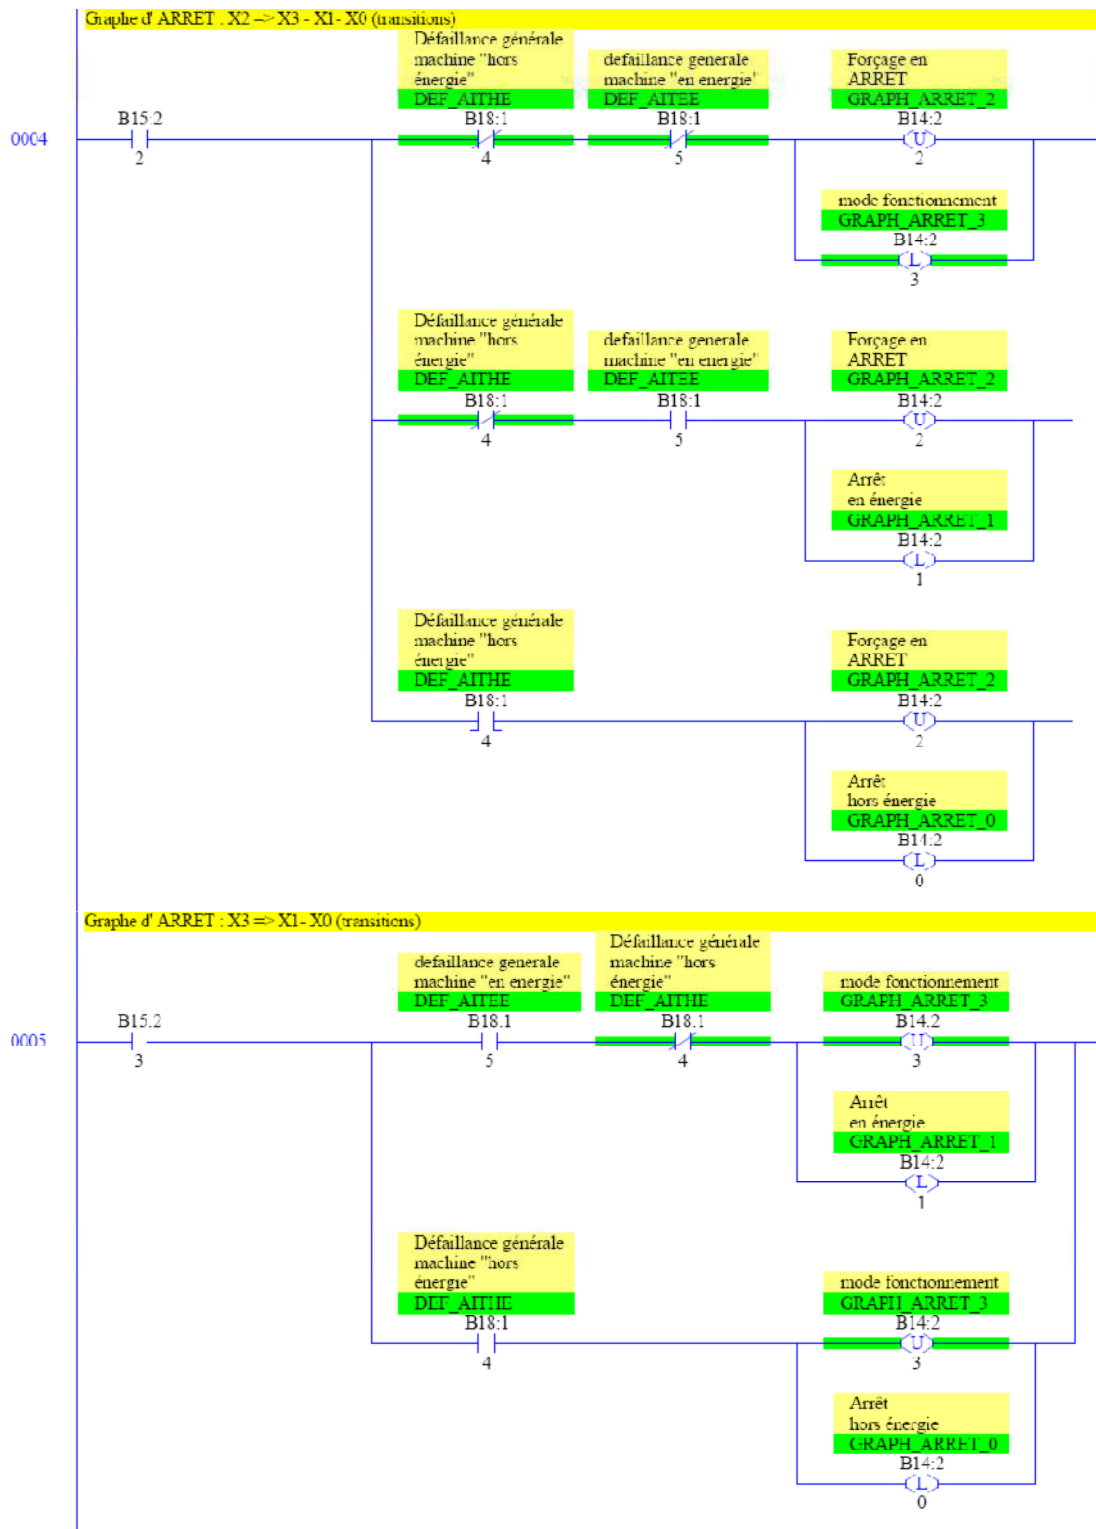 Graphe d' ARRET : X2 --> X3 - X1- X0 (transitions)
Défaillance générale
machine "hors
énergie"
DEF_AITHE
B18:1
4
defaillance generale
machine "en energie"
DEF_AITEE
B18:1
5
Forçage en
ARRET
GRAPH_ARRET_2
B14:2
U
2
0004
B15:2
2
mode fonctionnement
GRAPH_ARRET_3
B14:2
L
3
Défaillance générale
machine "hors
énergie"
DEF_AITHE
B18:1
4
defaillance generale
machine "en energie"
DEF_AITEE
B18:1
5
Forçage en
ARRET
GRAPH_ARRET_2
B14:2
U
2
Arrêt
en énergie
GRAPH_ARRET_1
B14:2
L
1
Défaillance générale
machine "hors
énergie"
DEF_AITHE
B18:1
4
Forçage en
ARRET
GRAPH_ARRET_2
B14:2
U
2
Arrêt
hors énergie
GRAPH_ARRET_0
B14:2
L
0
Graphe d' ARRET : X3 => X1- X0 (transitions)
defaillance generale
machine "en energie"
DEF_AITEE
B18:1
5
Défaillance générale
machine "hors
énergie"
DEF_AITHE
B18:1
4
mode fonctionnement
GRAPH_ARRET_3
B14:2
U
3
0005
B15:2
3
Arrêt
en énergie
GRAPH_ARRET_1
B14:2
L
1
Défaillance générale
machine "hors
énergie"
DEF_AITHE
B18:1
4
mode fonctionnement
GRAPH_ARRET_3
B14:2
U
3
Arrêt
hors énergie
GRAPH_ARRET_0
B14:2
L
0